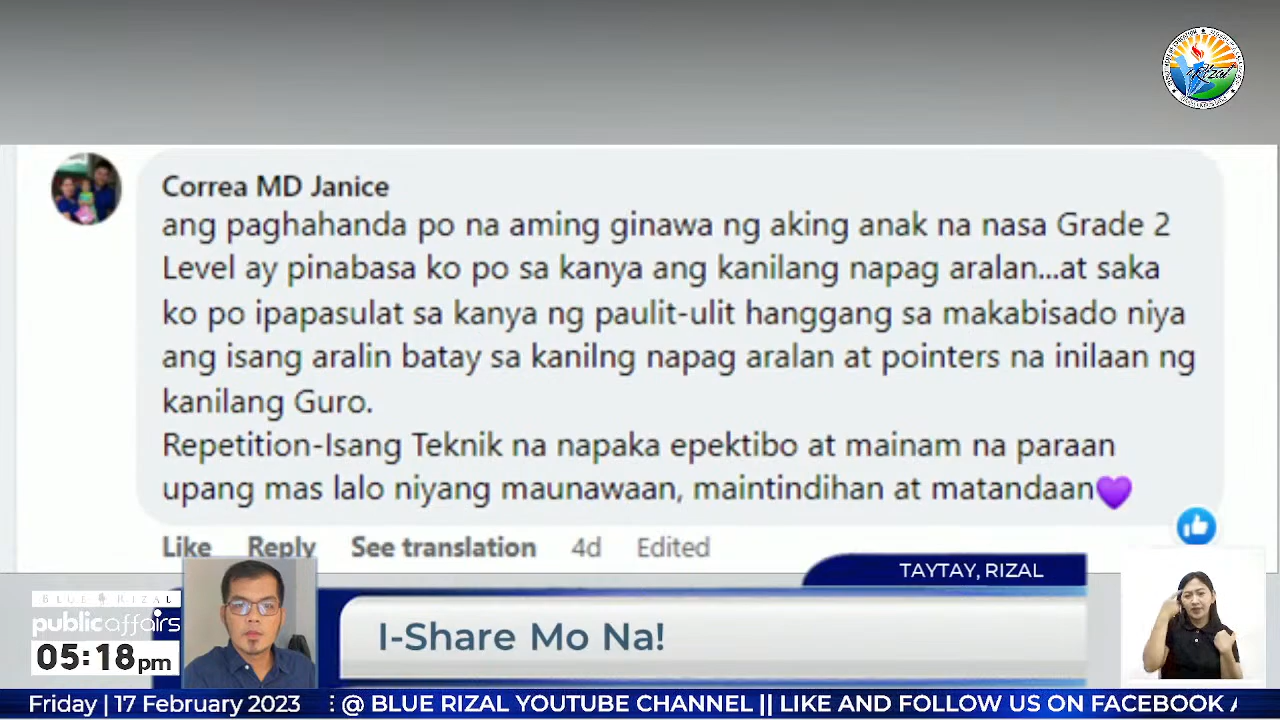 Rizal
Correa MD Janice
ang paghahanda po na aming ginawa ng aking anak na nasa Grade 2
Level ay pinabasa ko po sa kanya ang kanilang napag aralan...at saka
ko po ipapasulat sa kanya ng paulit-ulit hanggang sa makabisado niya
ang isang aralin batay sa kanilng napag aralan at pointers na inilaan ng
kanilang Guro.
Repetition-Isang Teknik na napaka epektibo at mainam na paraan
upang mas lalo niyang maunawaan, maintindihan at matandaan💜
Like Reply See translation 4d Edited
TAYTAY, RIZAL
BLUE RIZAL
publicaffairs
05:18pm
I-Share Mo Na!
Friday | 17 February 2023 @ BLUE RIZAL YOUTUBE CHANNEL || LIKE AND FOLLOW US ON FACEBOOK